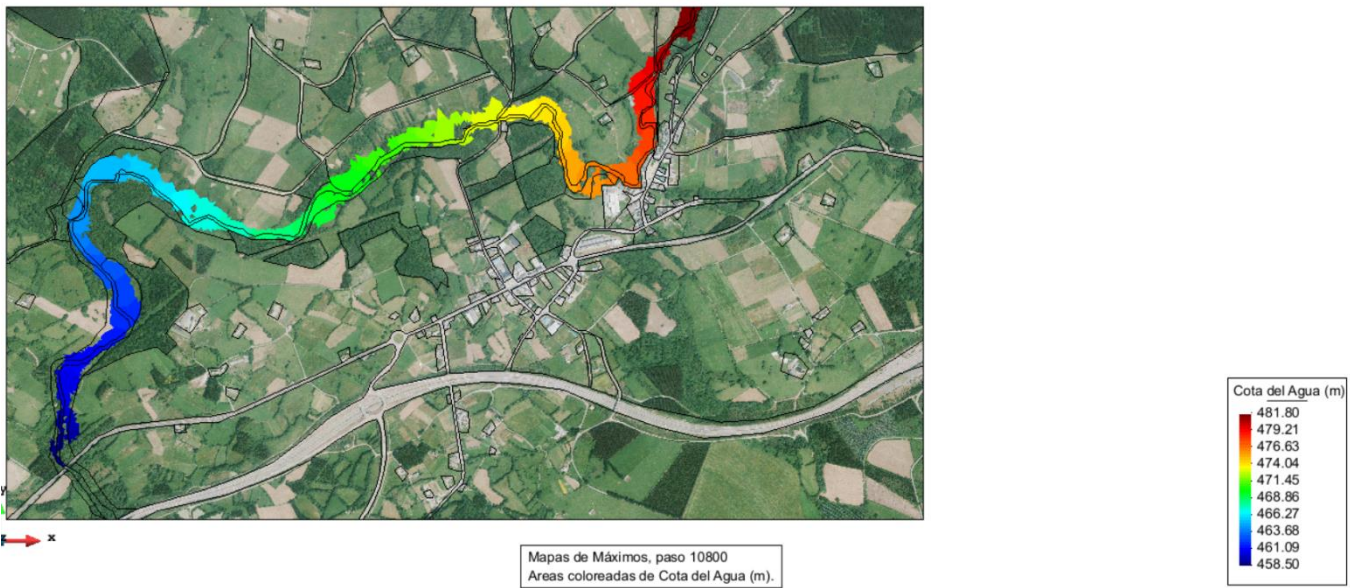 Cota del Agua (m)
481.80
479.21
476.63
474.04
471.45
468.86
466.27
463.68
461.09
458.50
y
x
Mapas de Máximos, paso 10800
Areas coloreadas de Cota del Agua (m).